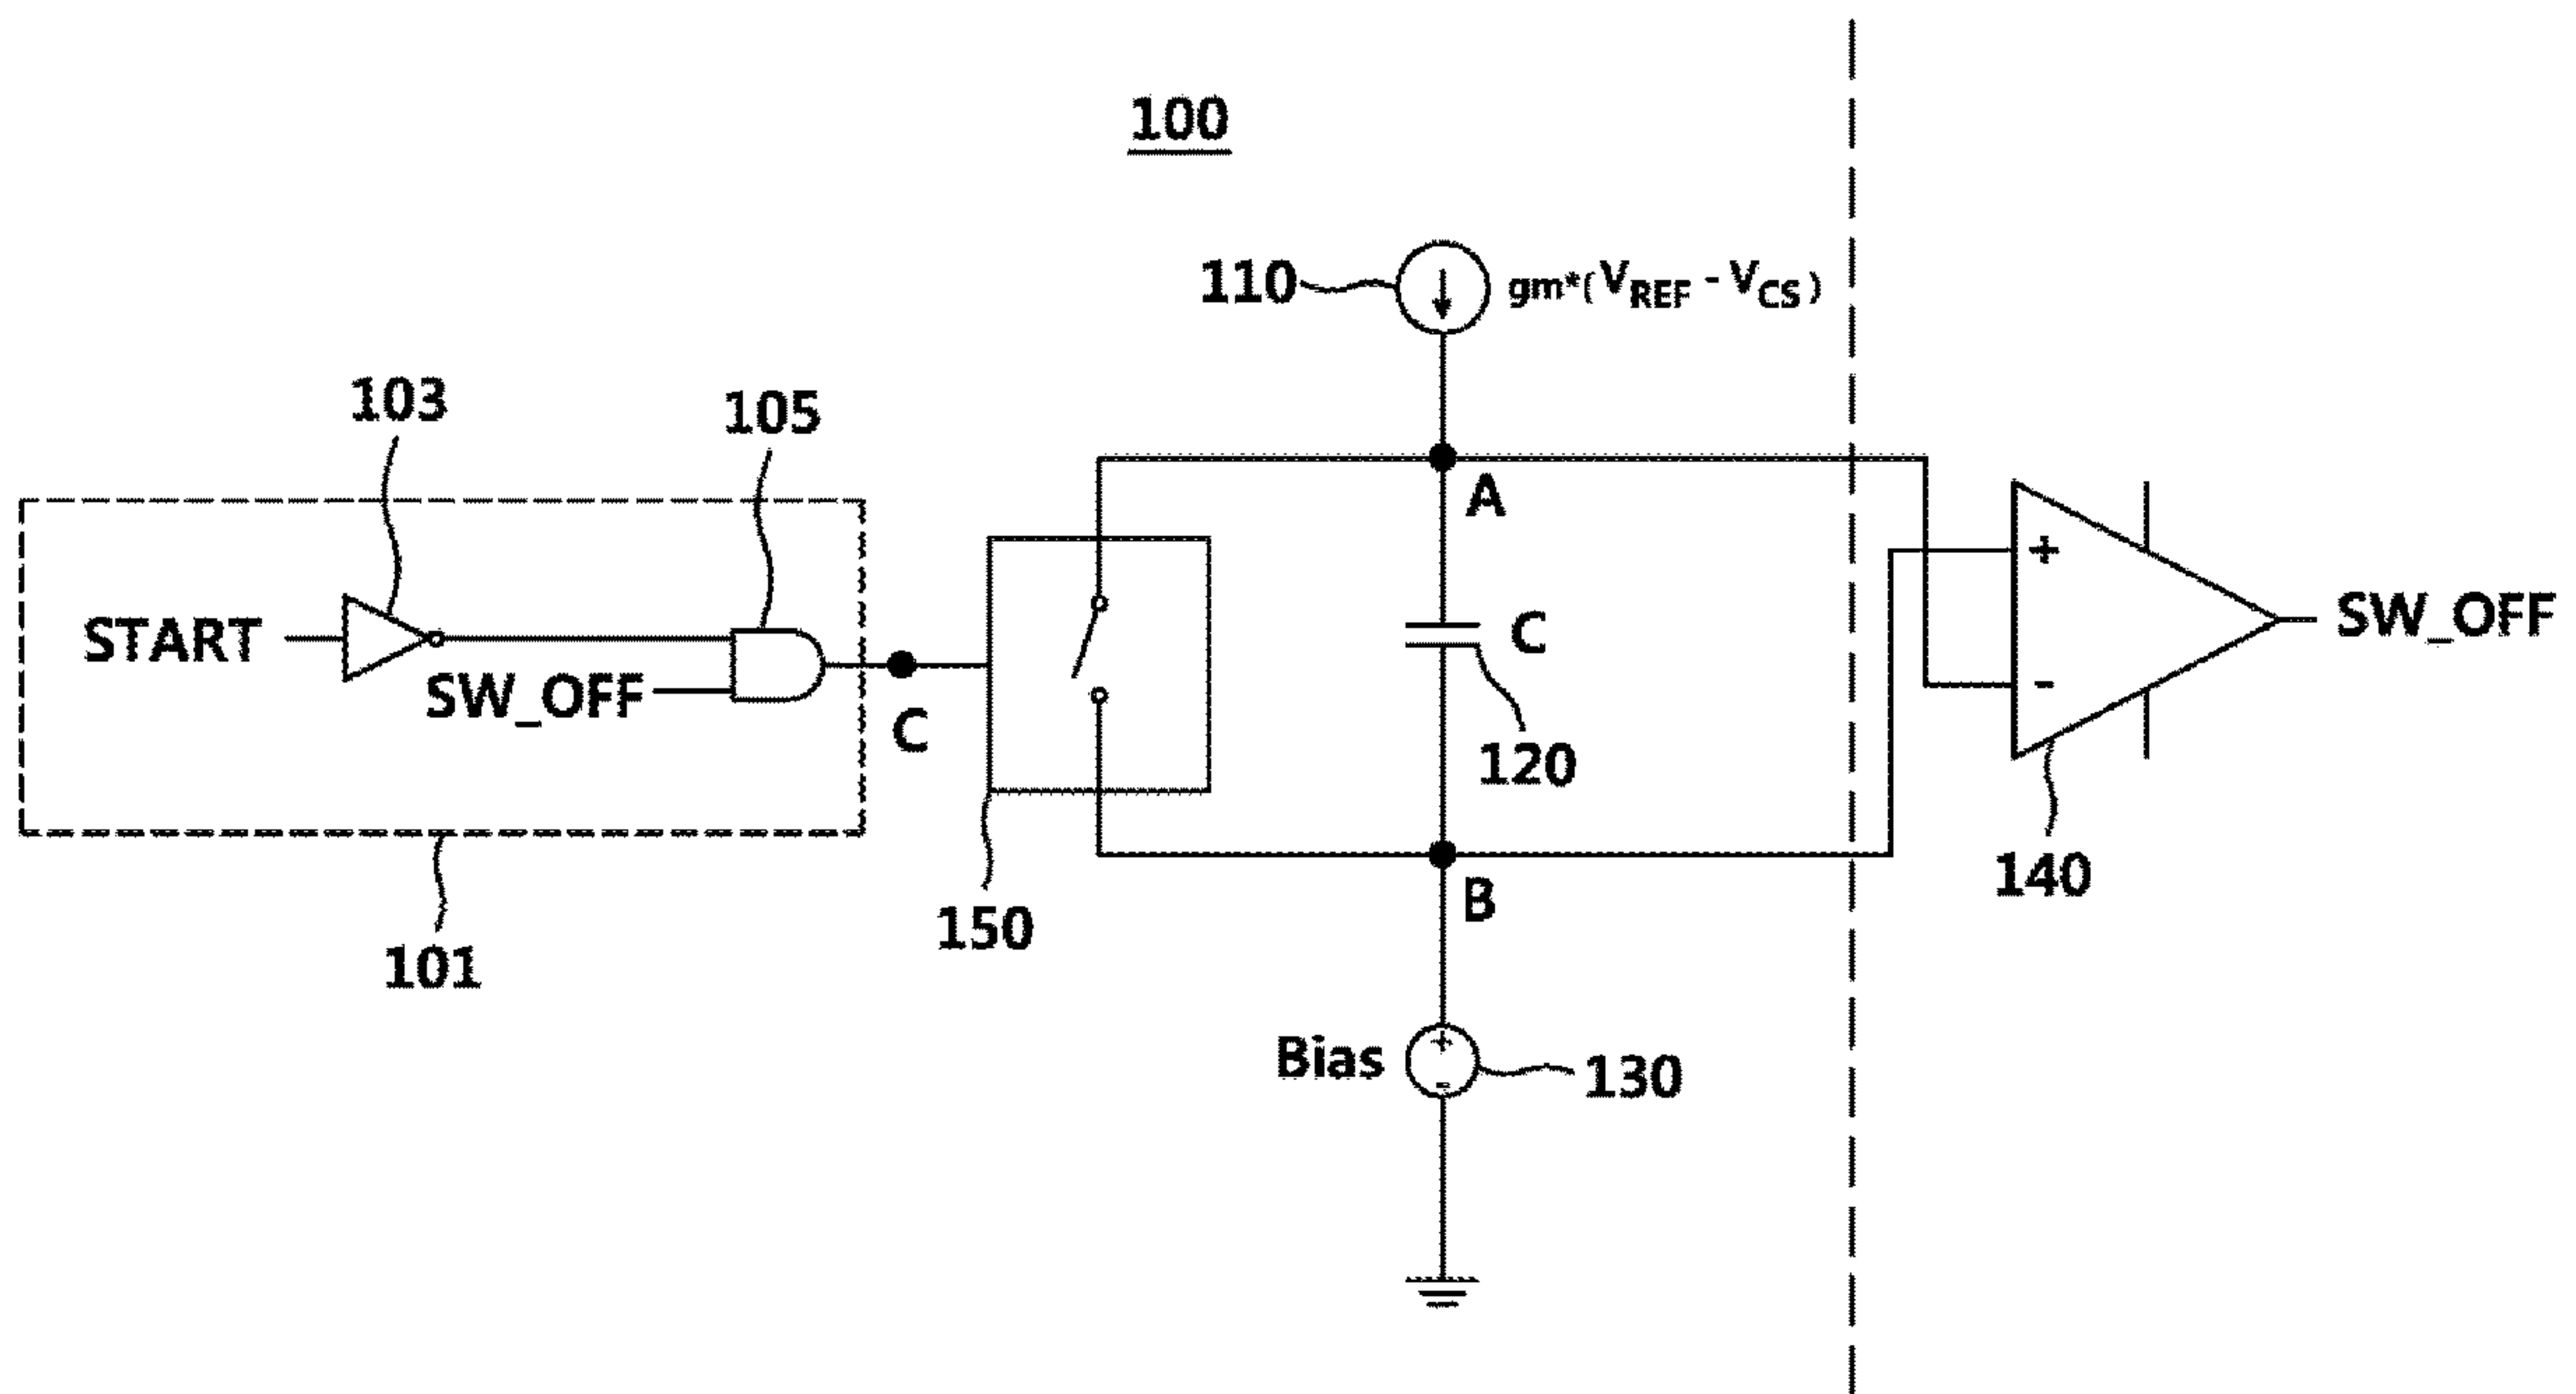 100
110
gm*(VREF - VCS)
103
105
A
START
SW_OFF
C
150
C
120
+
-
SW_OFF
140
B
101
Bias
+
-
130